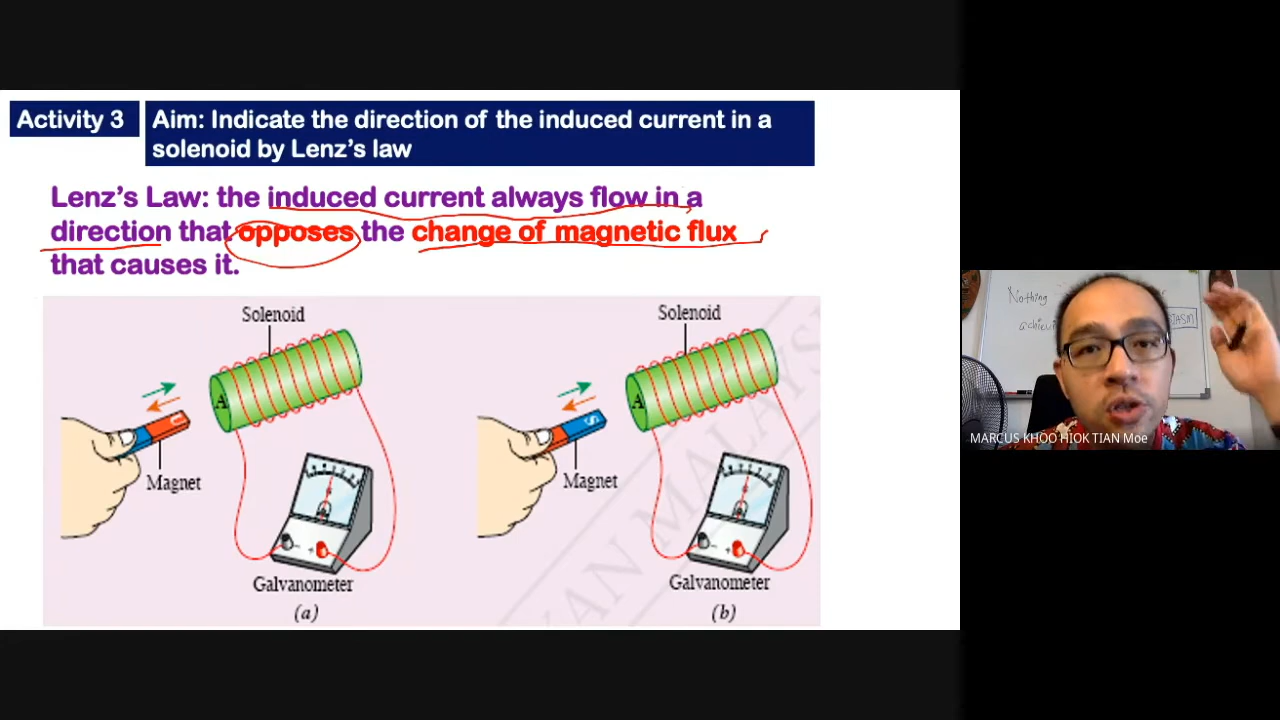 Activity 3
Aim: Indicate the direction of the induced current in a
solenoid by Lenz's law
Lenz's Law: the induced current always flow in a
direction that opposes the change of magnetic flux
that causes it.
Solenoid
A
Magnet
Galvanometer
(a)
Solenoid
A
S
Magnet
Galvanometer
(b)
Nothing
MARCUS KHOO HIOK TIAN Moe